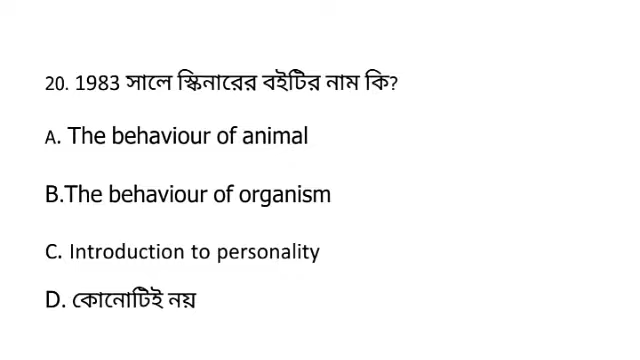 20. 1983 সালে স্কিনারের বইটির নাম কি?
A. The behaviour of animal
B.The behaviour of organism
C. Introduction to personality
D. কোনোটিই নয়